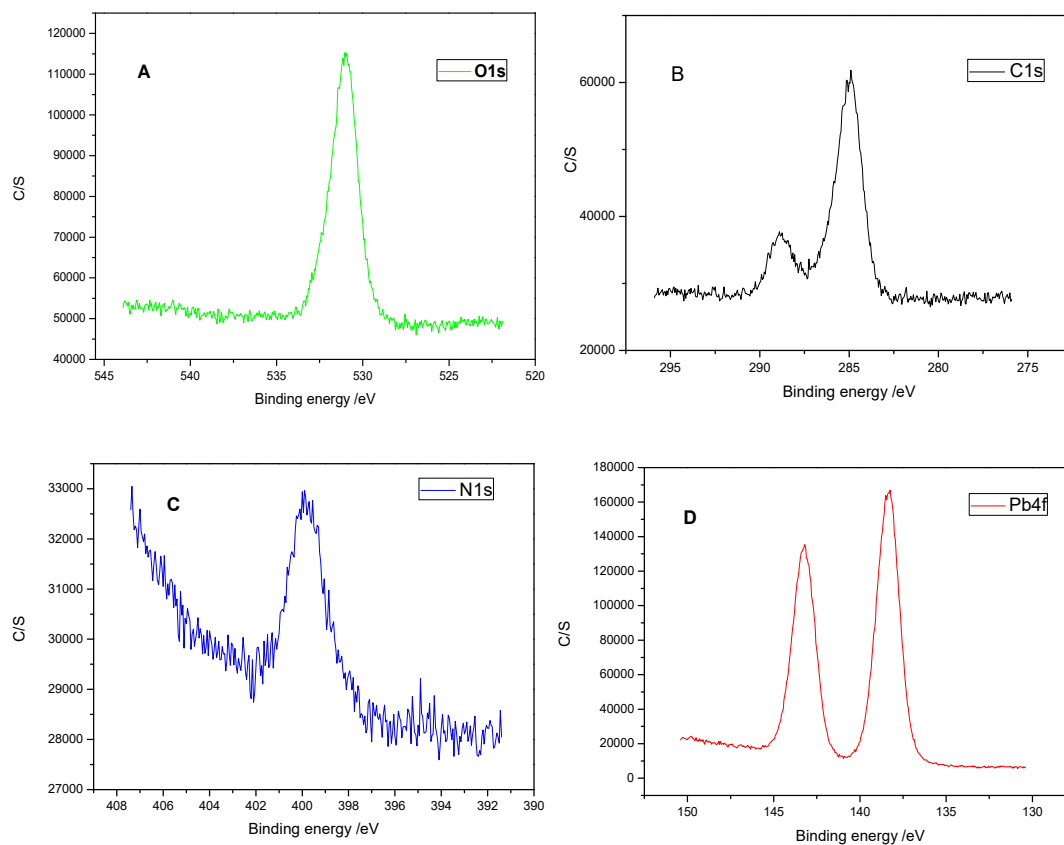 A
O1s
C/S
120000
110000
100000
90000
80000
70000
60000
50000
40000
545 540 535 530 525 520
Binding energy /eV
B
C1s
C/S
60000
40000
20000
295 290 285 280 275
Binding energy /eV
C
N1s
C/S
33000
32000
31000
30000
29000
28000
27000
408 406 404 402 400 398 396 394 392 390
Binding energy /eV
D
Pb4f
C/S
180000
160000
140000
120000
100000
80000
60000
40000
20000
0
150 145 140 135 130
Binding energy /eV